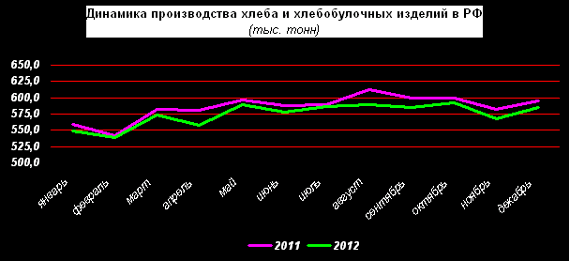 Динамика производства хлеба и хлебобулочных изделий в РФ
(тыс. тонн)
650,0
625,0
600,0
575,0
550,0
525,0
500,0
январь
февраль
март
апрель
май
июнь
июль
август
сентябрь
октябрь
ноябрь
декабрь
2011 2012